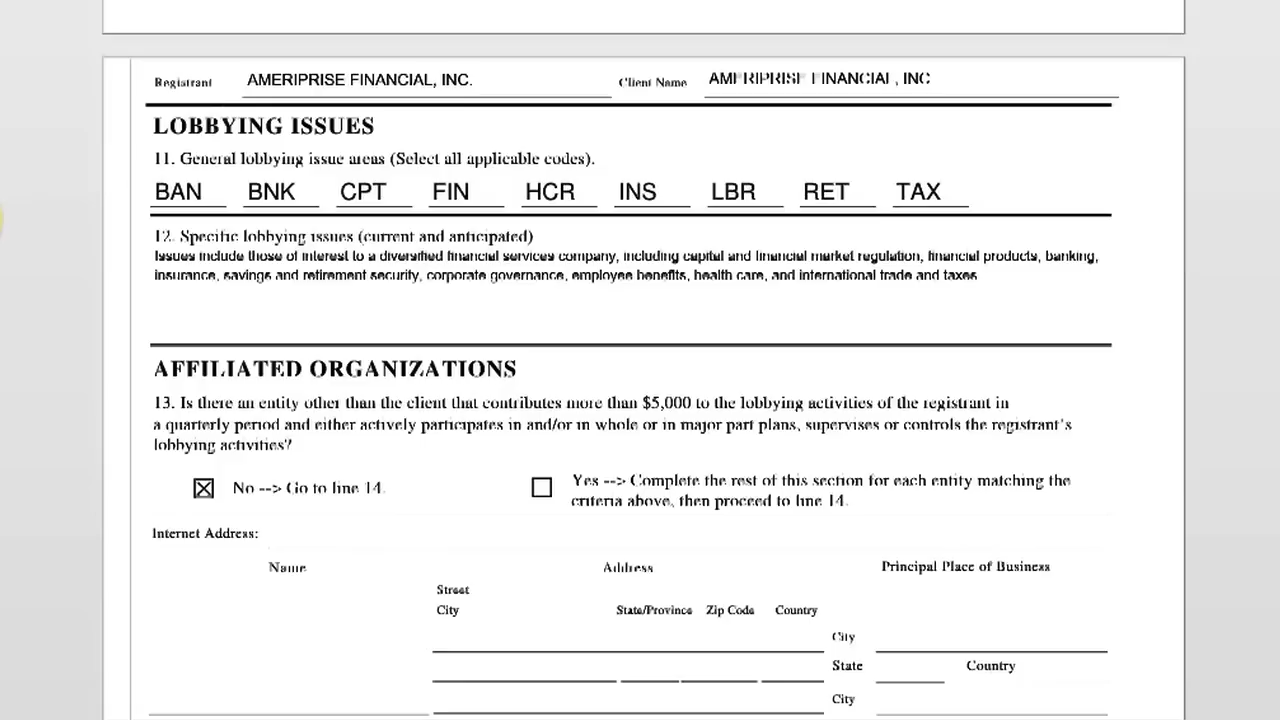 Registrant AMERIPRISE FINANCIAL, INC. Client Name AMERIPRISE FINANCIAL, INC
LOBBYING ISSUES
11. General lobbying issue areas (Select all applicable codes).
BAN BNK CPT FIN HCR INS LBR RET TAX
12. Specific lobbying issues (current and anticipated)
Issues include those of interest to a diversified financial services company, including capital and financial market regulation, financial products, banking,
insurance, savings and retirement security, corporate governance, employee benefits, health care, and international trade and taxes
AFFILIATED ORGANIZATIONS
13. Is there an entity other than the client that contributes more than $5,000 to the lobbying activities of the registrant in
a quarterly period and either actively participates in and/or in whole or in major part plans, supervises or controls the registrant's
lobbying activities?
No --> Go to line 14.
Yes --> Complete the rest of this section for each entity matching the
criteria above, then proceed to line 14.
Internet Address:
Name Address Principal Place of Business
Street
City State/Province Zip Code Country
City
State Country
City